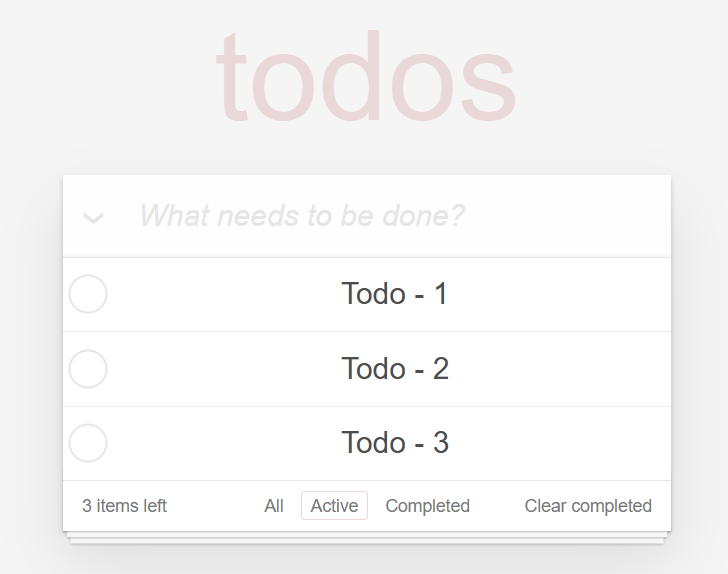 todos
What needs to be done?
Todo - 1
Todo - 2
Todo - 3
3 items left All Active Completed Clear completed